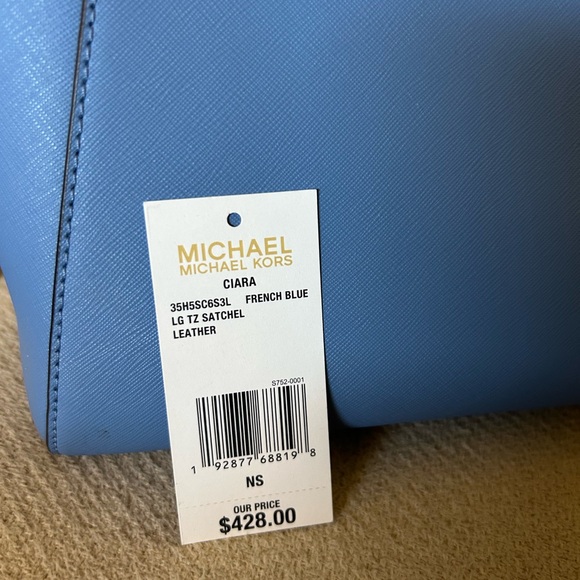 MICHAEL
MICHAEL KORS
CIARA
35H5SC6S3L FRENCH BLUE
LG TZ SATCHEL
LEATHER
S752-0001
1 92877 68819 8
NS
OUR PRICE
$428.00